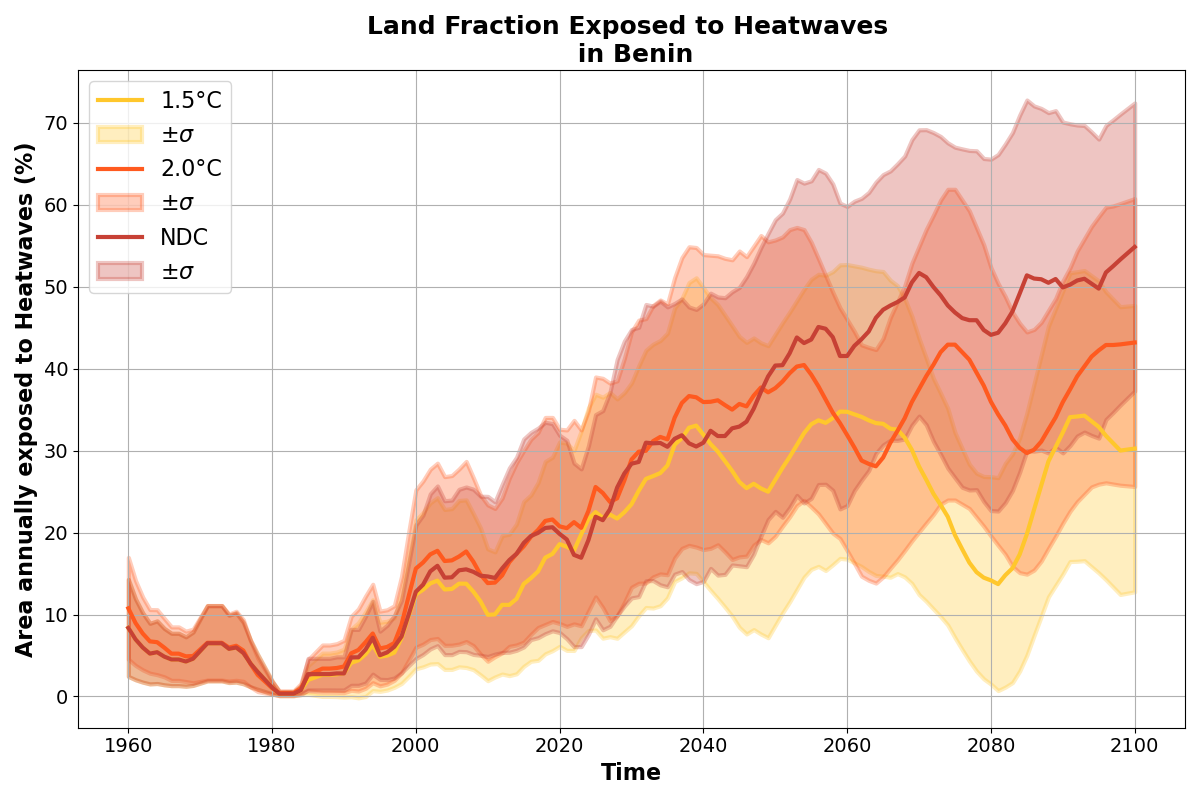 Land Fraction Exposed to Heatwaves
in Benin
Area annually exposed to Heatwaves (%)
70
60
50
40
30
20
10
0
1.5°C
±σ
2.0°C
±σ
NDC
±σ
1960
1980
2000
2020
2040
2060
2080
2100
Time